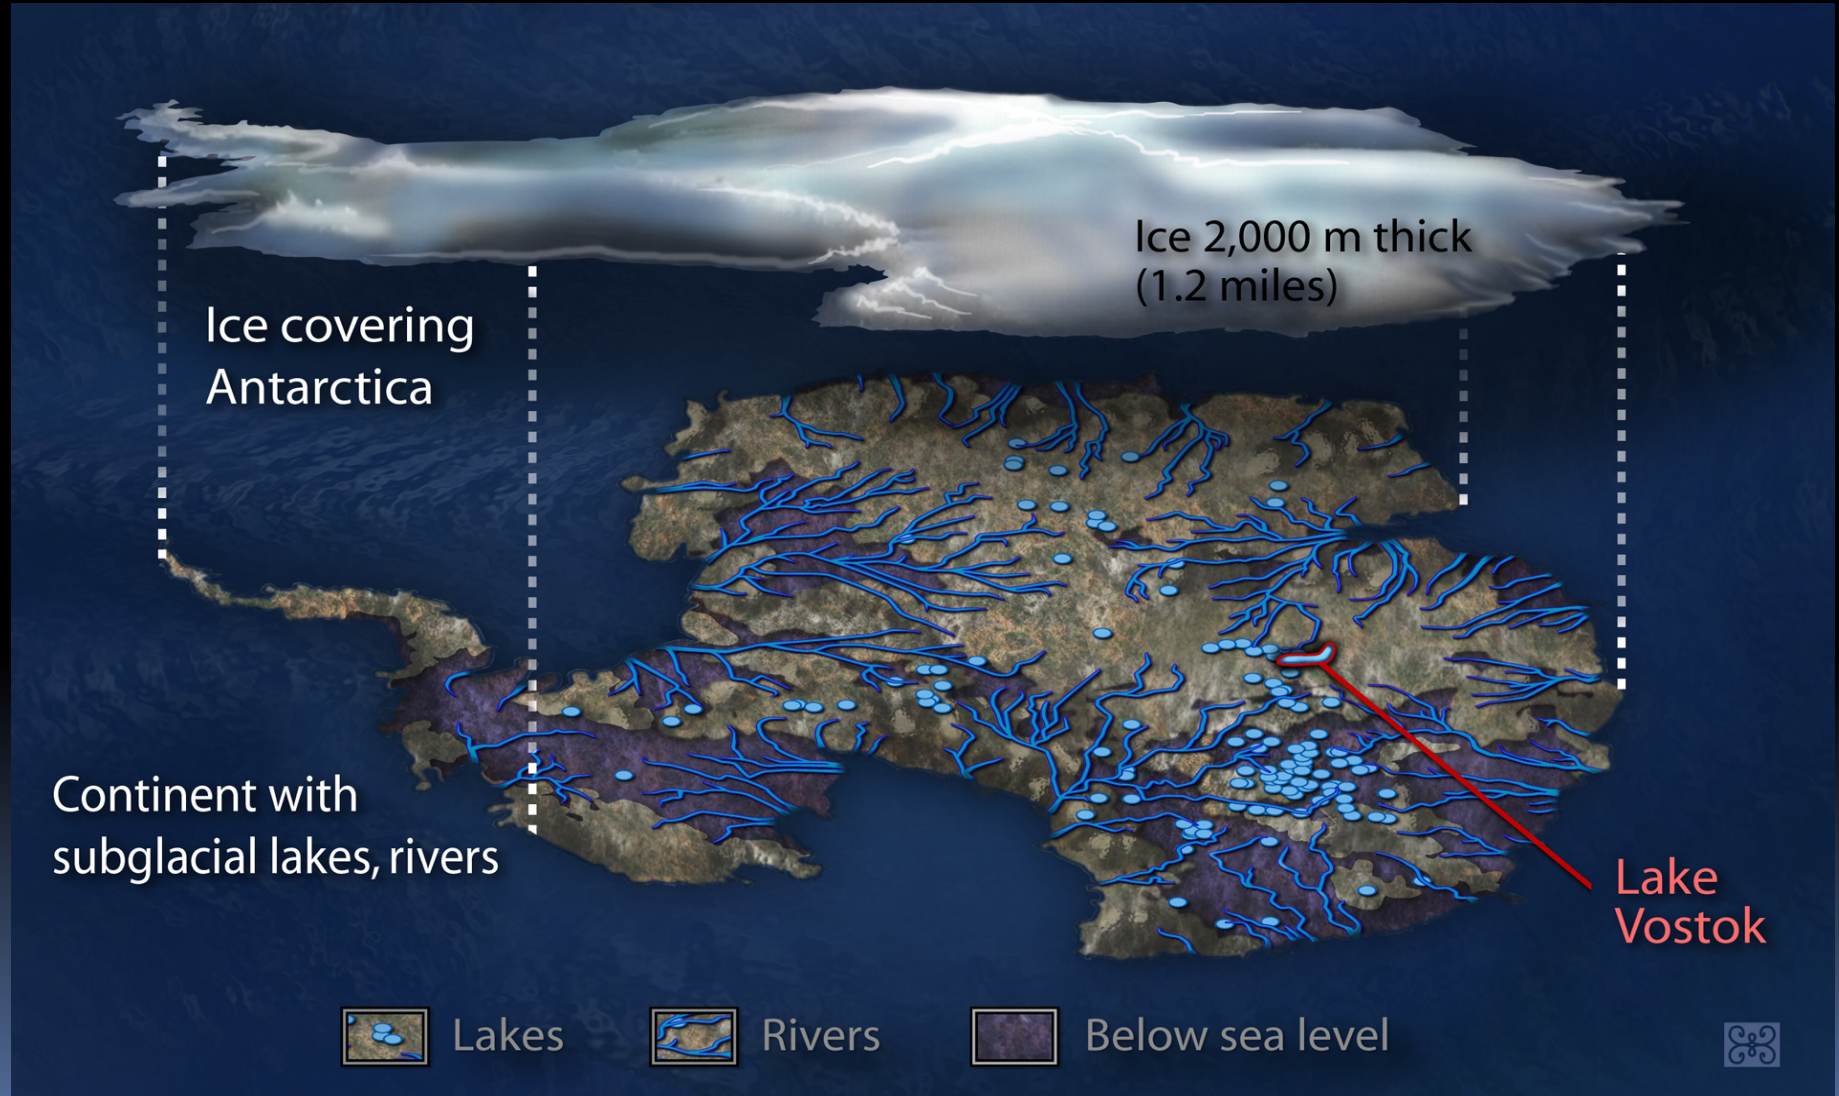 Ice 2,000 m thick
(1.2 miles)
Ice covering
Antarctica
Continent with
subglacial lakes, rivers
Lake
Vostok
Lakes
Rivers
Below sea level